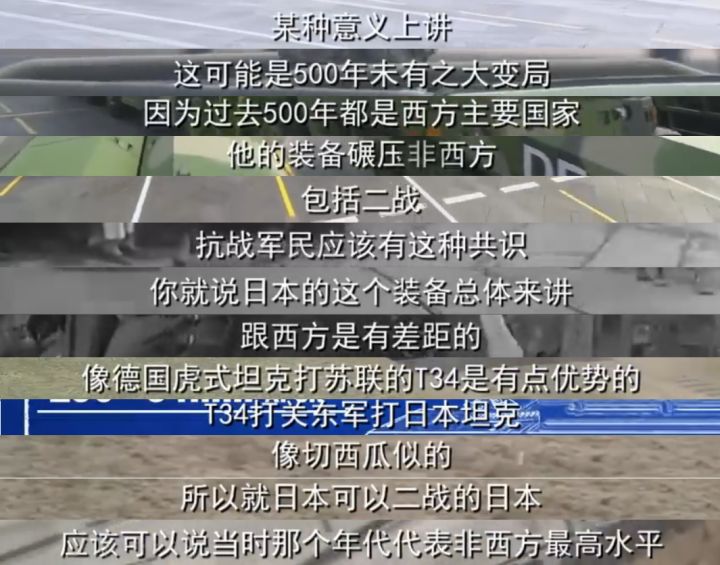 某种意义上讲
这可能是500年未有之大变局
因为过去500年都是西方主要国家
他的装备碾压非西方
包括二战
抗战军民应该有这种共识
你就说日本的这个装备总体来讲
跟西方是有差距的
像德国虎式坦克打苏联的T34是有点优势的
T34打关东军打日本坦克
像切西瓜似的
所以就日本可以二战的日本
应该可以说当时那个年代代表非西方最高水平